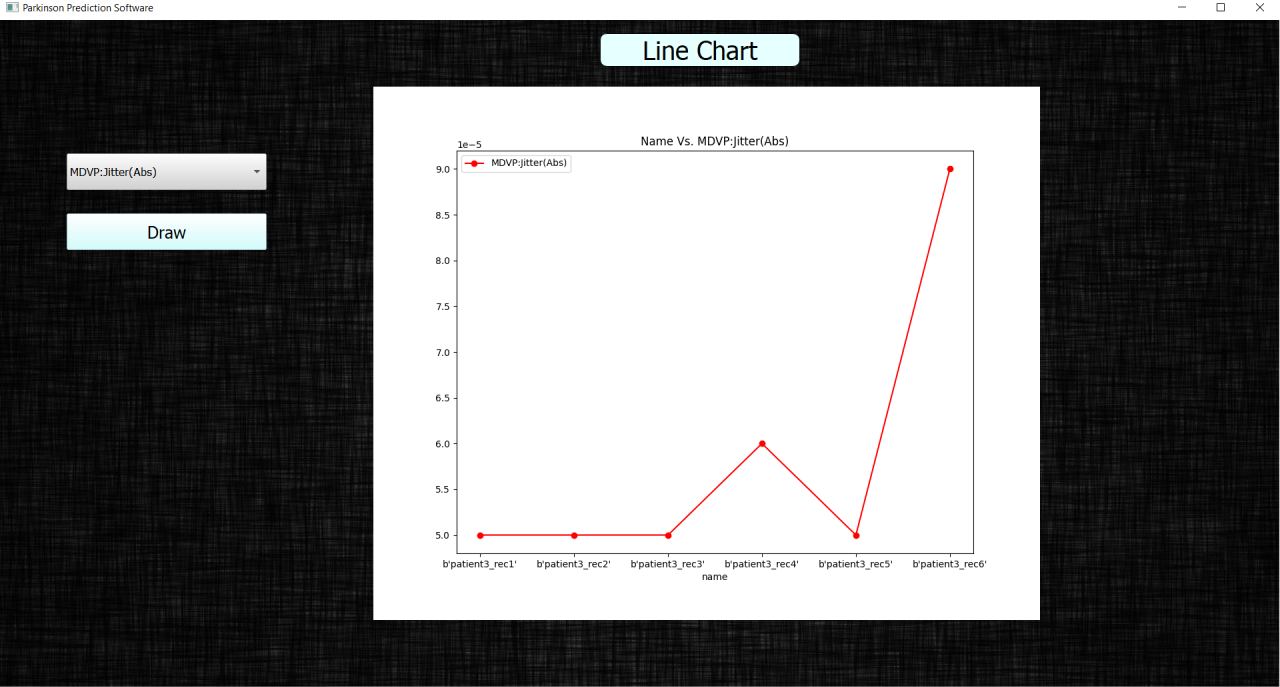 Parkinson Prediction Software
Line Chart
MDVP:Jitter(Abs)
Draw
Name Vs. MDVP:Jitter(Abs)
1e−5
MDVP:Jitter(Abs)
9.0
8.5
8.0
7.5
7.0
6.5
6.0
5.5
5.0
b'patient3_rec1' b'patient3_rec2' b'patient3_rec3' b'patient3_rec4' b'patient3_rec5' b'patient3_rec6'
name